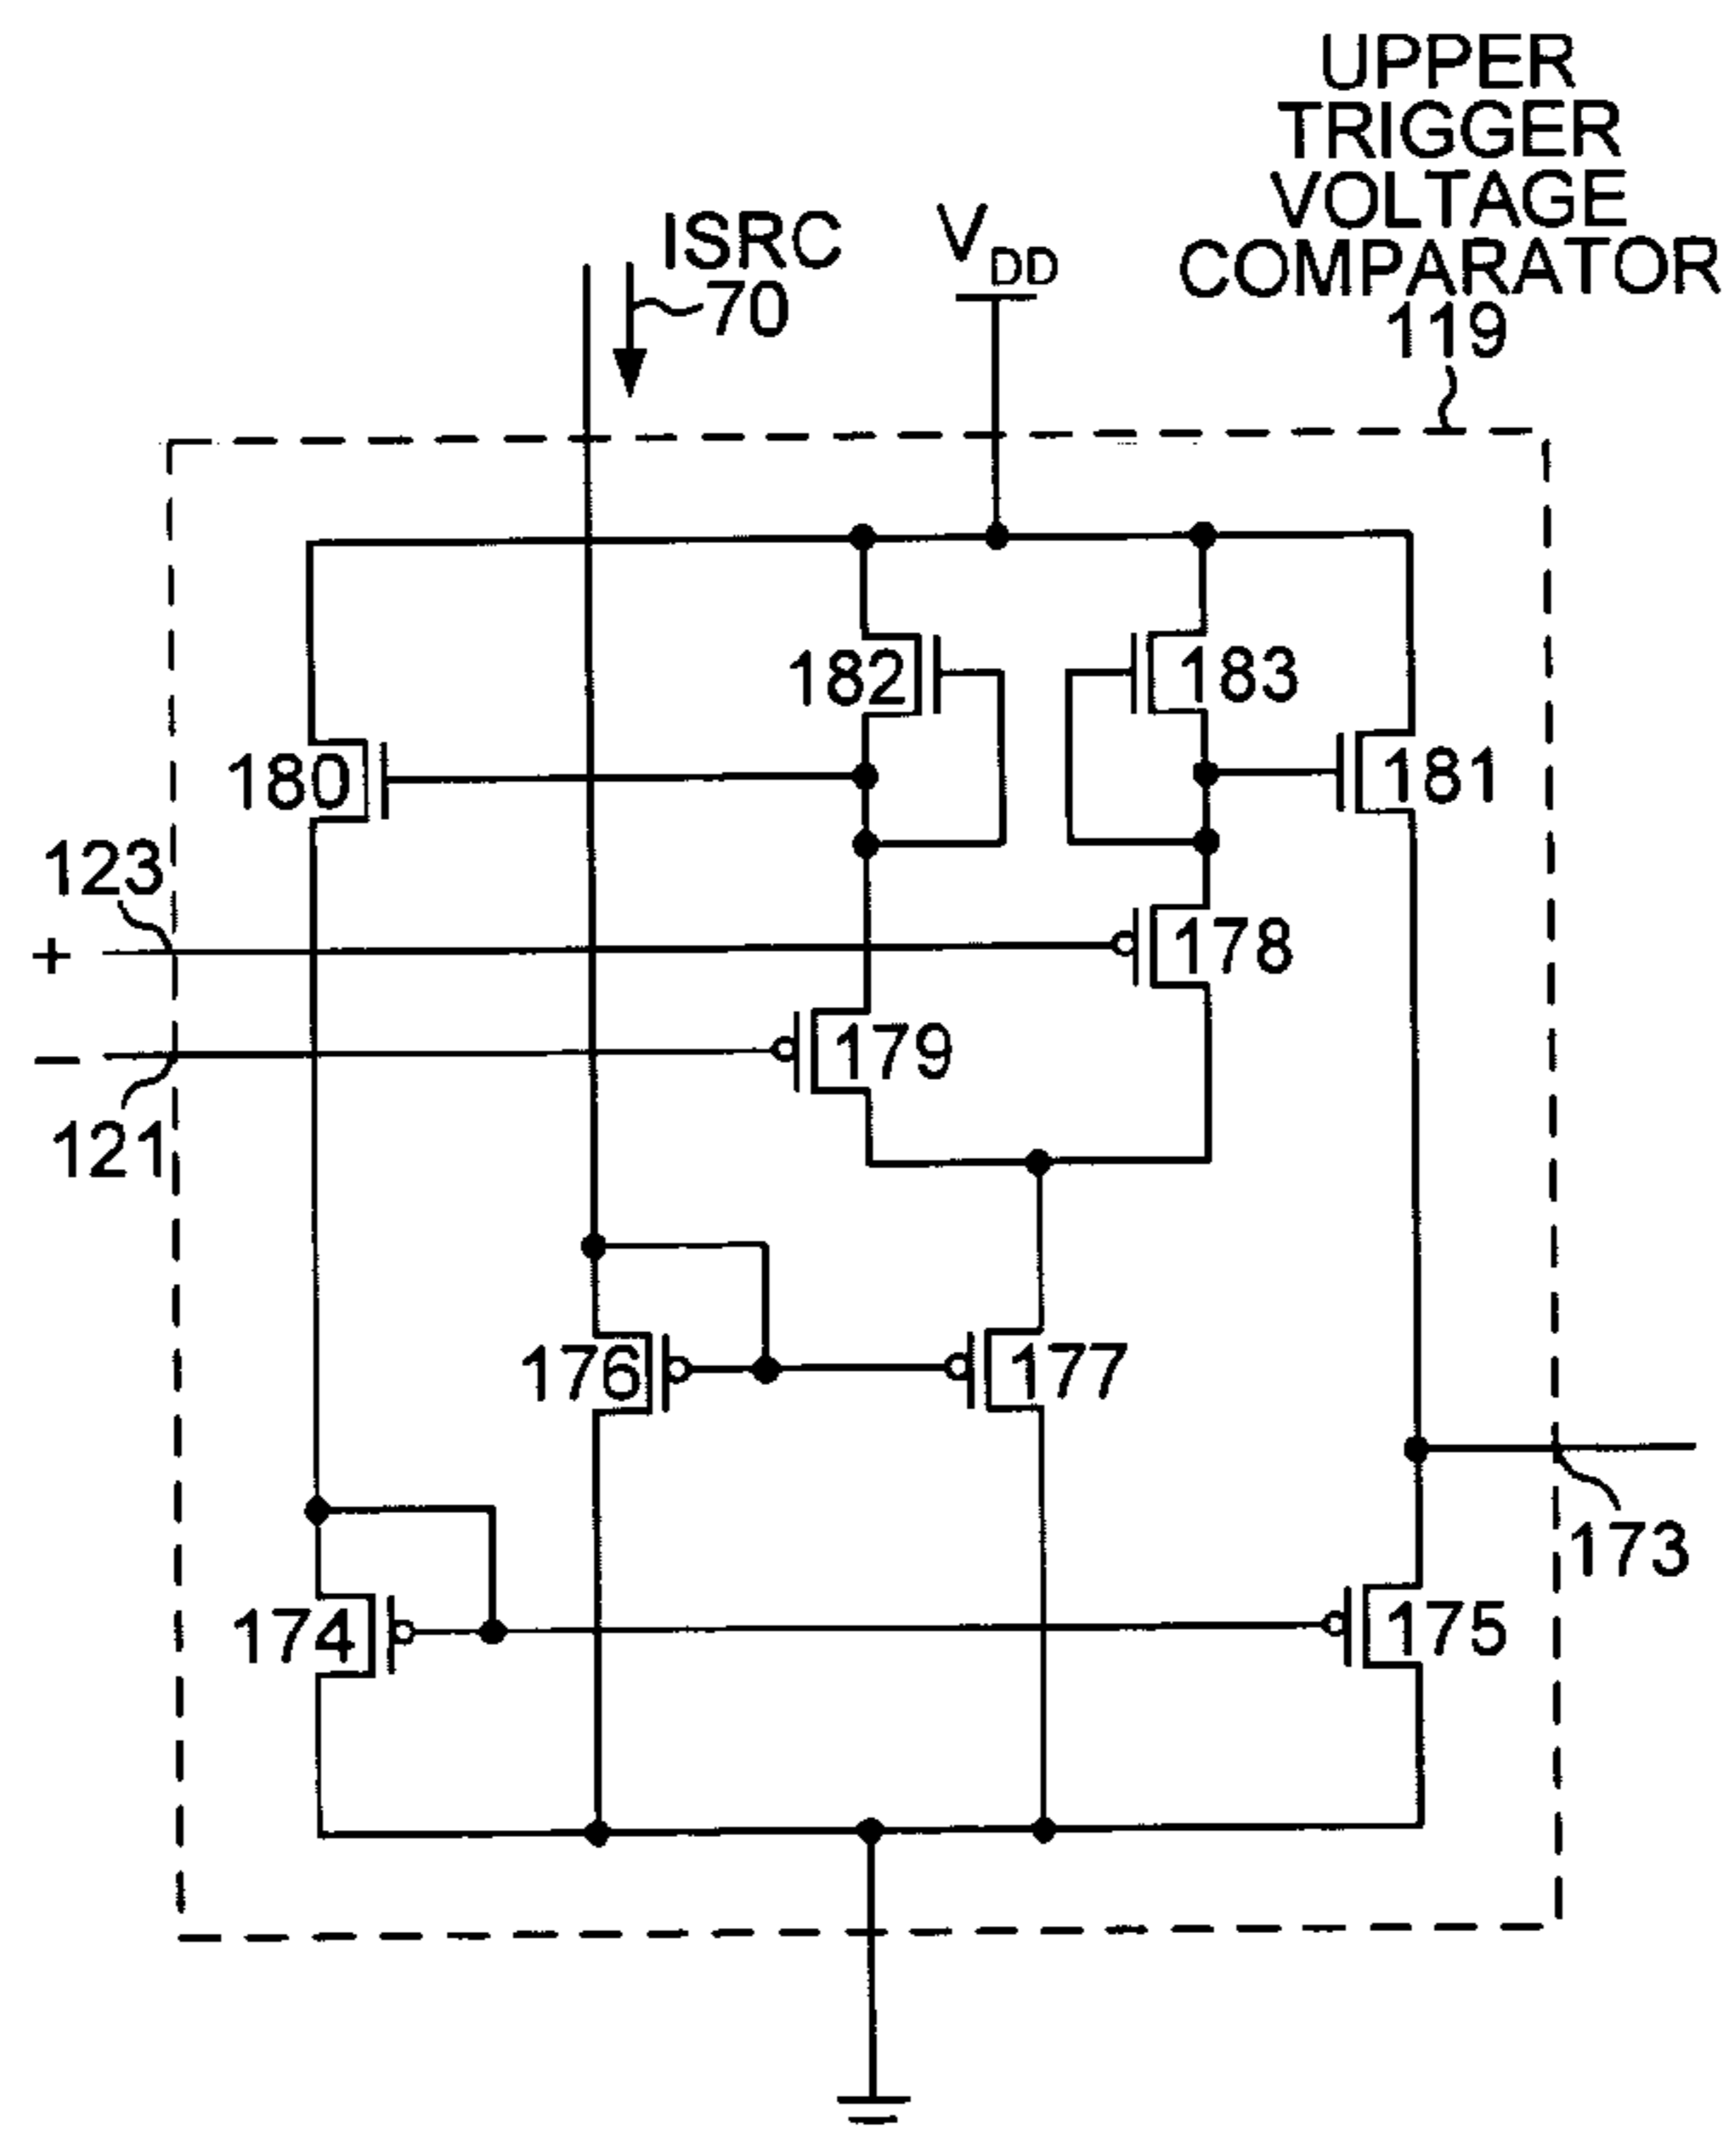 UPPER
TRIGGER
VOLTAGE
COMPARATOR
119
ISRC
70
VDD
182
183
180
181
123
+
178
179
−
121
176
177
173
174
175